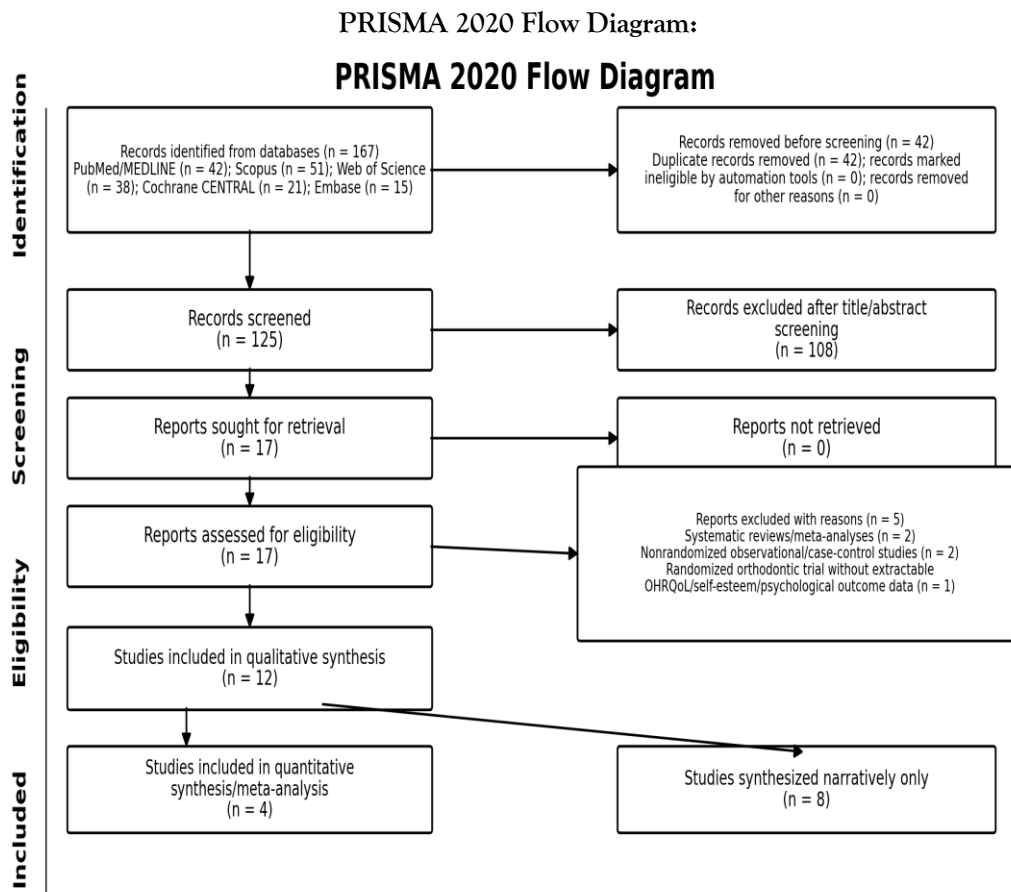 PRISMA 2020 Flow Diagram:
PRISMA 2020 Flow Diagram
Identification
Records identified from databases (n = 167)
PubMed/MEDLINE (n = 42); Scopus (n = 51); Web of Science
(n = 38); Cochrane CENTRAL (n = 21); Embase (n = 15)
Records removed before screening (n = 42)
Duplicate records removed (n = 42); records marked
ineligible by automation tools (n = 0); records removed
for other reasons (n = 0)
Screening
Records screened
(n = 125)
Records excluded after title/abstract
screening
(n = 108)
Reports sought for retrieval
(n = 17)
Reports not retrieved
(n = 0)
Eligibility
Reports assessed for eligibility
(n = 17)
Reports excluded with reasons (n = 5)
Systematic reviews/meta-analyses (n = 2)
Nonrandomized observational/case-control studies (n = 2)
Randomized orthodontic trial without extractable
OHRQoL/self-esteem/psychological outcome data (n = 1)
Studies included in qualitative synthesis
(n = 12)
Included
Studies included in quantitative
synthesis/meta-analysis
(n = 4)
Studies synthesized narratively only
(n = 8)